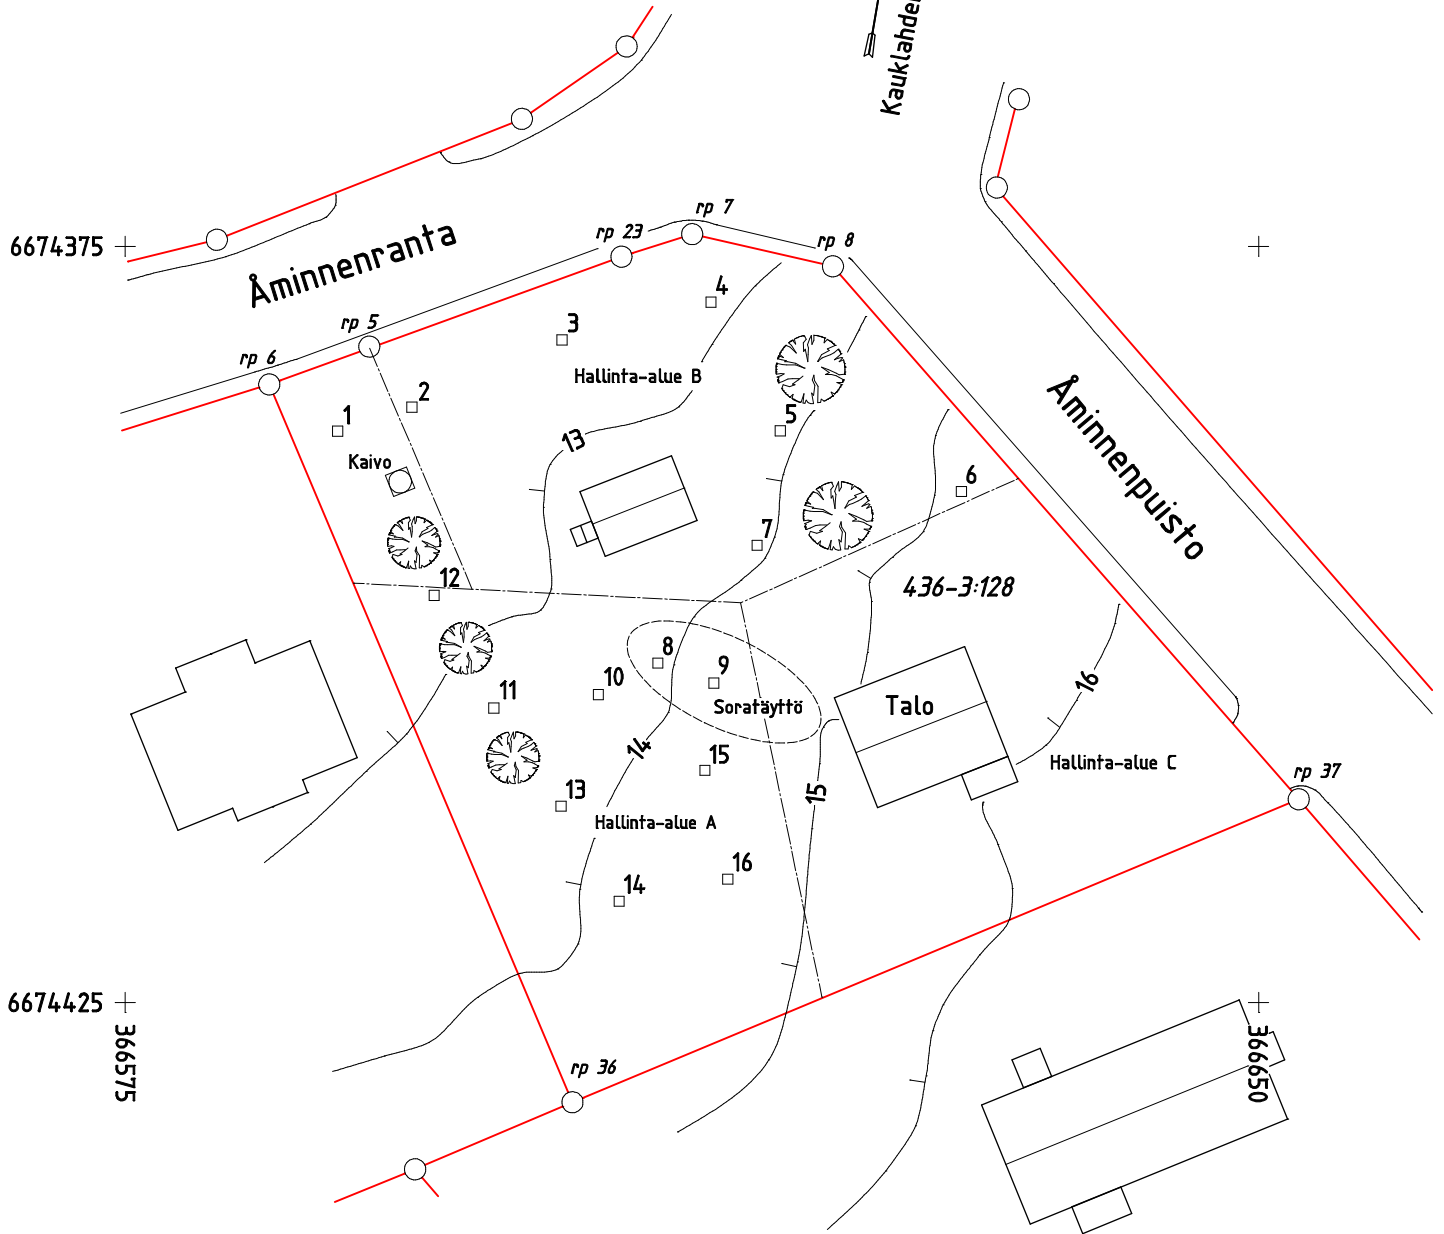 Kauklahde
rp 7
rp 23
rp 8
6674375
Åminnenranta
4
rp 5
3
rp 6
Hallinta-alue B
2
1
5
Åminnenpuisto
13
Kaivo
6
7
12
436-3:128
8
9
10
11
16
Soratäyttö
Talo
14
15
Hallinta-alue C
rp 37
13
15
Hallinta-alue A
16
14
6674425
366575
366650
rp 36